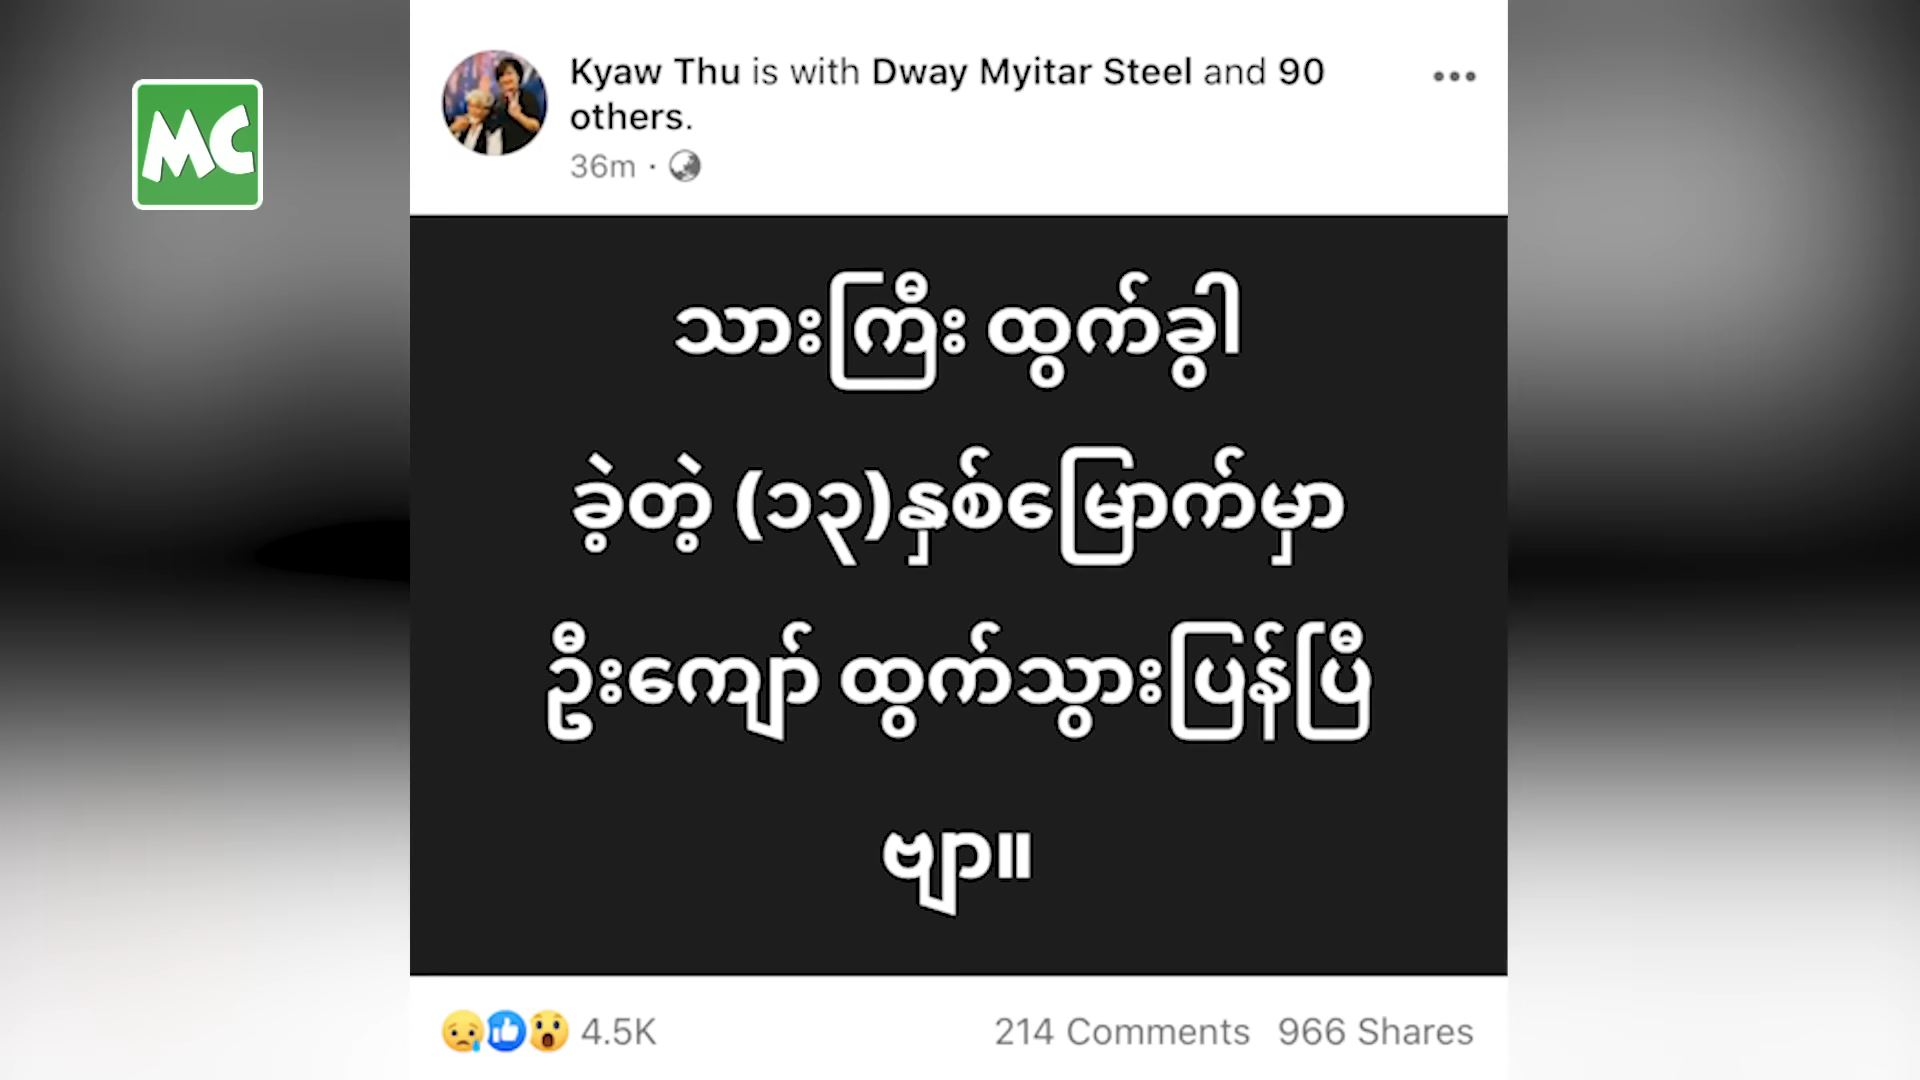 MC
Kyaw Thu is with Dway Myitar Steel and 90
others.
36m ·
သားကြီး ထွက်ခွါ
ခဲ့တဲ့ (၁၃)နှစ်မြောက်မှာ
ဦးကျော် ထွက်သွားပြန်ပြီ
ဗျာ။
4.5K 214 Comments 966 Shares